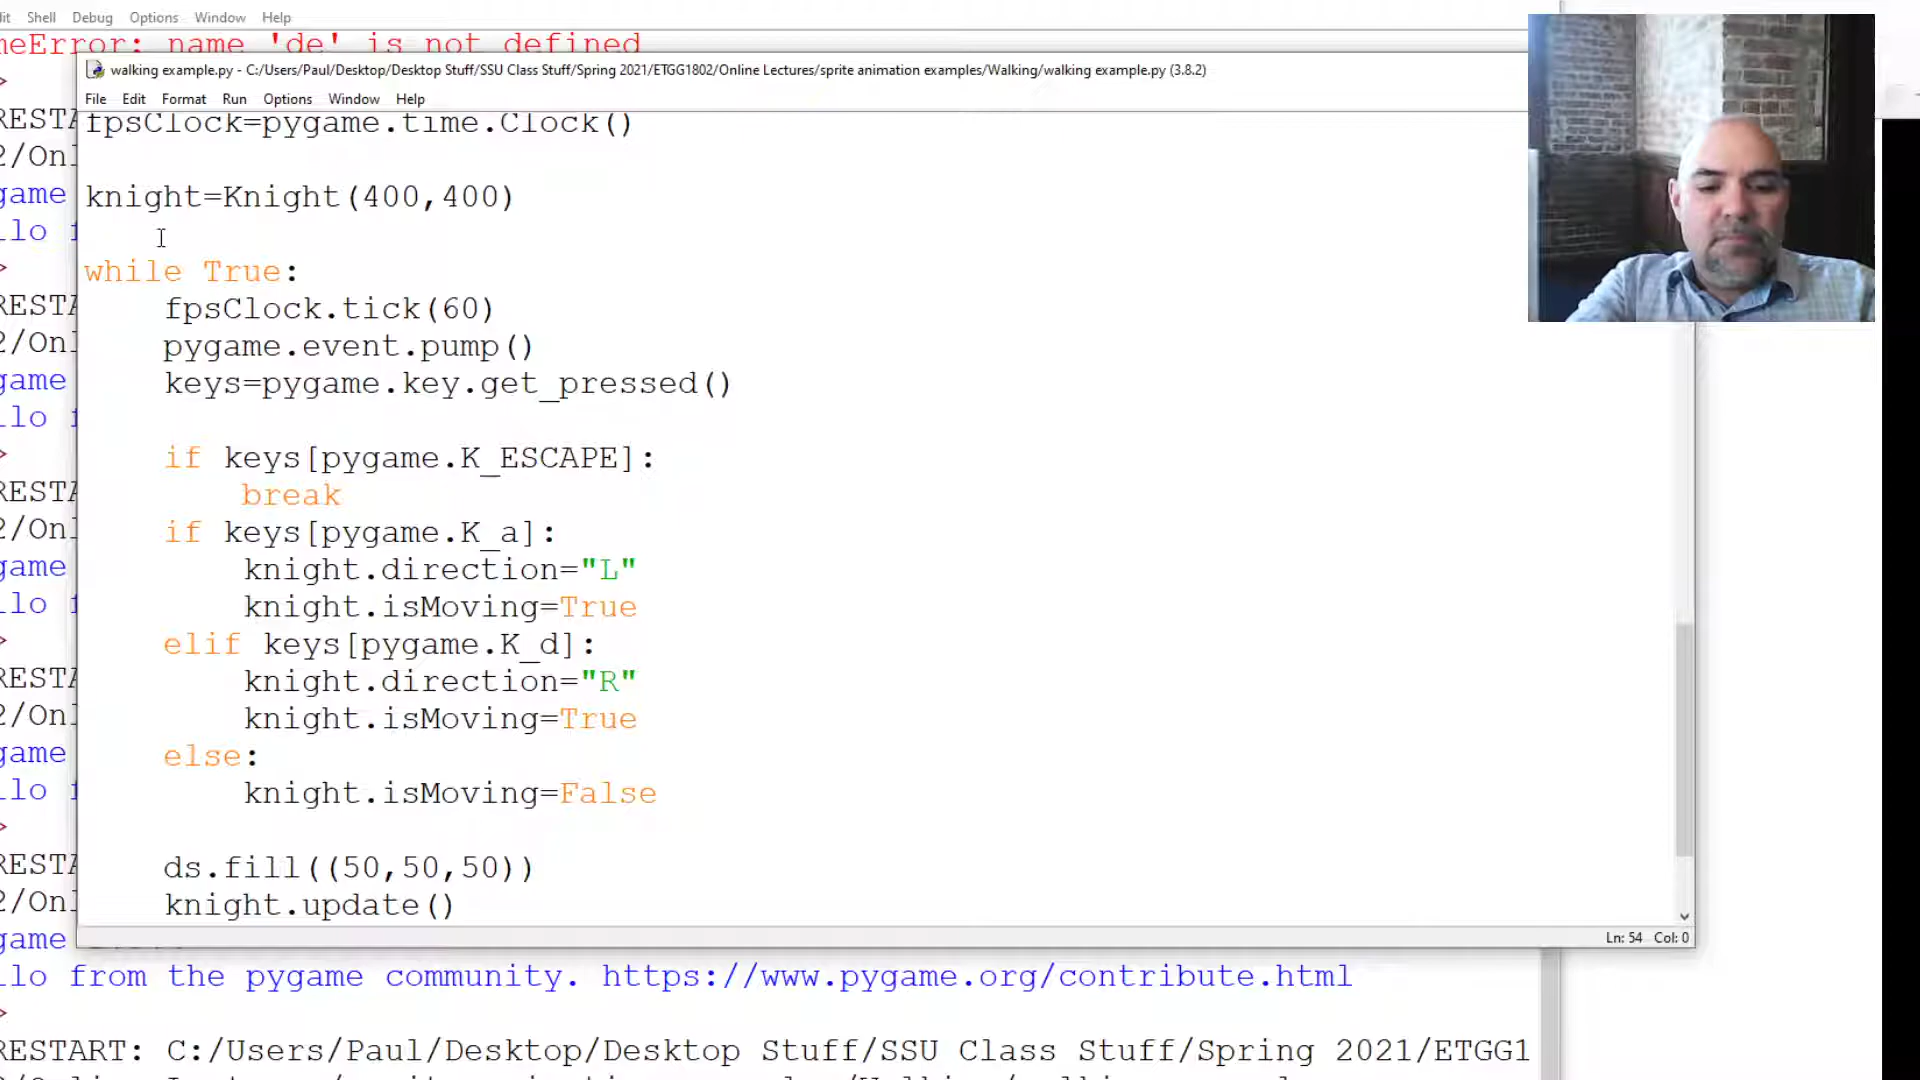 Shell Debug Options Window Help
name 'de' is not defined
walking example.py - C:/Users/Paul/Desktop/Desktop Stuff/SSU Class Stuff/Spring 2021/ETGG1802/Online Lectures/sprite animation examples/Walking/walking example.py (3.8.2)
File Edit Format Run Options Window Help
fpsClock=pygame.time.Clock()
knight=Knight(400,400)
while True:
fpsClock.tick(60)
pygame.event.pump()
keys=pygame.key.get_pressed()
if keys[pygame.K_ESCAPE]:
break
if keys[pygame.K_a]:
knight.direction="L"
knight.isMoving=True
elif keys[pygame.K_d]:
knight.direction="R"
knight.isMoving=True
else:
knight.isMoving=False
ds.fill((50,50,50))
knight.update()
Ln: 54 Col: 0
llo from the pygame community. https://www.pygame.org/contribute.html
RESTART: C:/Users/Paul/Desktop/Desktop Stuff/SSU Class Stuff/Spring 2021/ETGG1